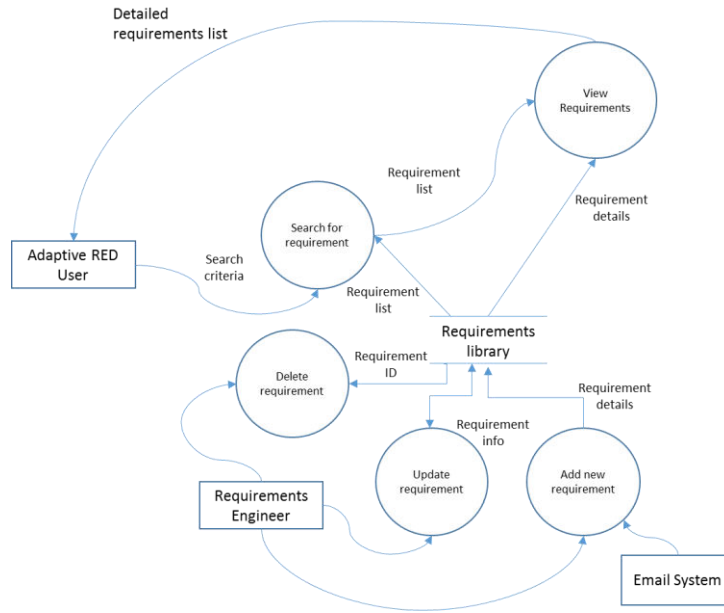 Detailed
requirements list
View
Requirements
Requirement
list
Requirement
details
Search for
requirement
Adaptive RED
User
Search
criteria
Requirement
list
Requirements
library
Requirement
ID
Delete
requirement
Requirement
details
Requirement
info
Update
requirement
Add new
requirement
Requirements
Engineer
Email System